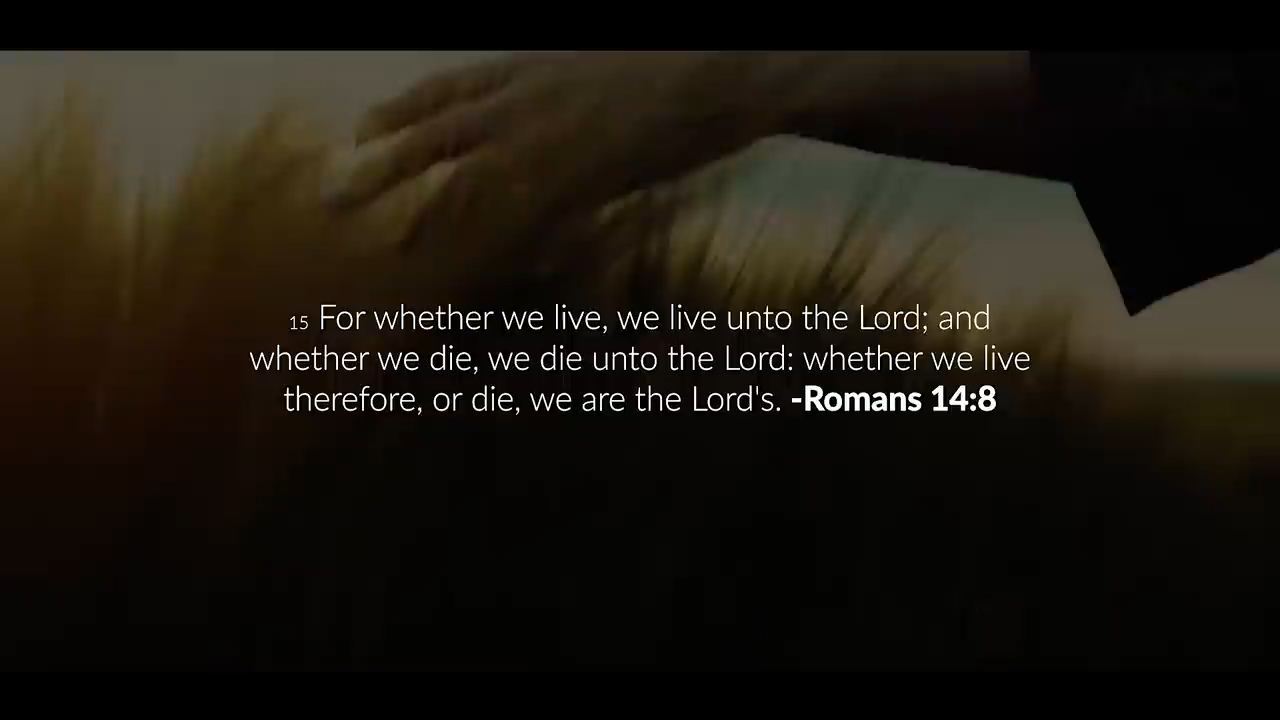 15 For whether we live, we live unto the Lord; and
whether we die, we die unto the Lord: whether we live
therefore, or die, we are the Lord's. -Romans 14:8